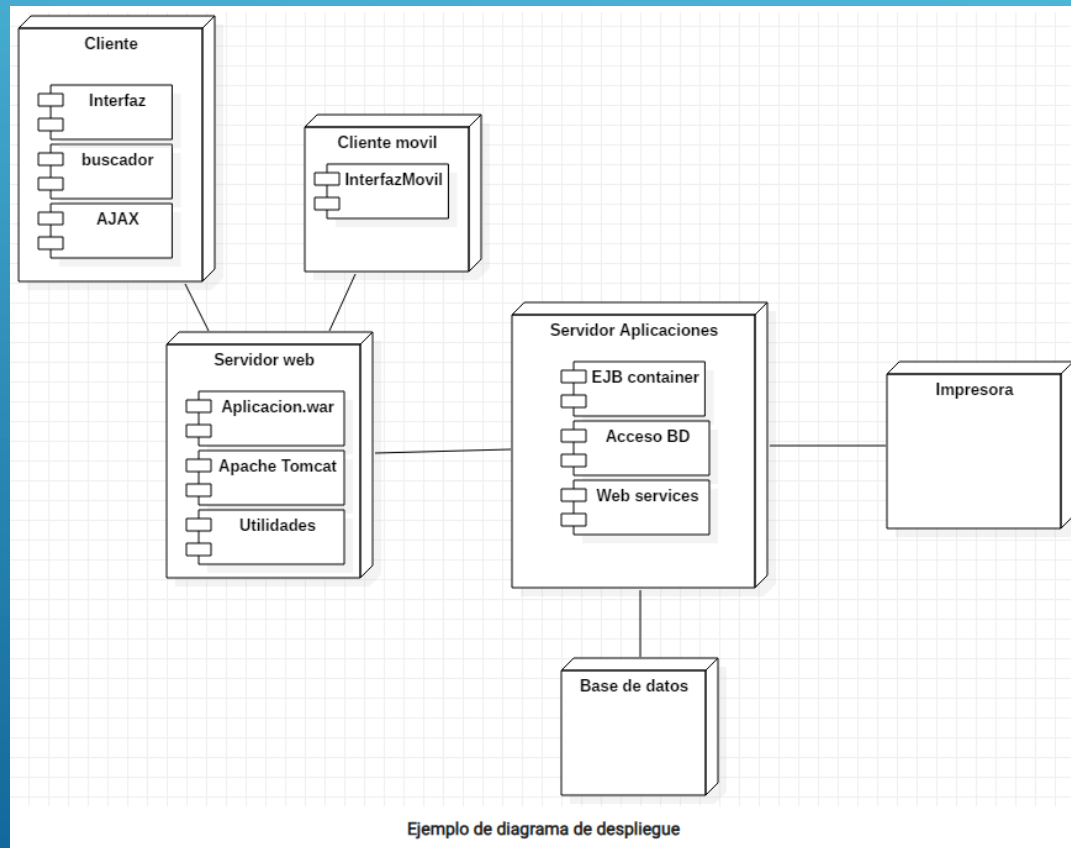 Cliente
Interfaz
buscador
AJAX
Cliente movil
InterfazMovil
Servidor web
Aplicacion.war
Apache Tomcat
Utilidades
Servidor Aplicaciones
EJB container
Acceso BD
Web services
Impresora
Base de datos
Ejemplo de diagrama de despliegue